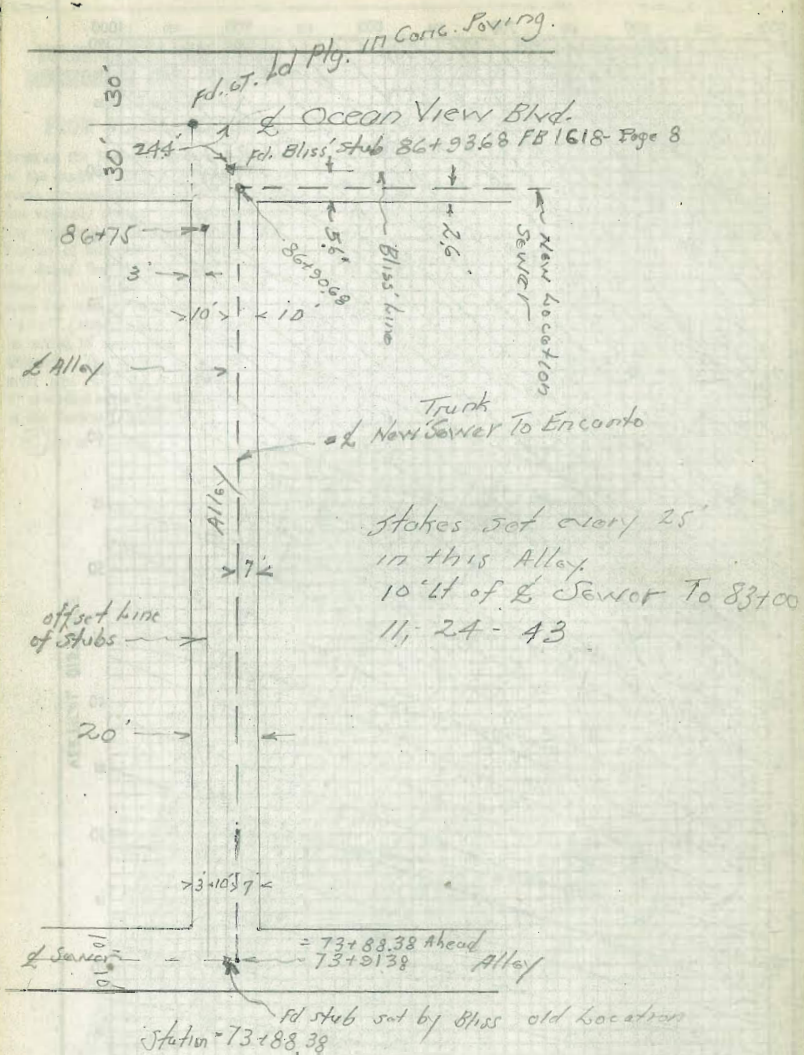 Fd. GT. Ld Plg. in Conc. Paving.
30'
30'
℄ Ocean View Blvd.
24.4'
Fd. Bliss' Stub 86+93.68 FB 1618- Page 8
86+75
86+90.68
5.6'
Bliss' Line
2.6
New Location
Sewer
3'
10'
10'
℄ Alley
Trunk
℄ New Sewer To Encanto
Alley
Stakes set every 25'
in this Alley.
10' Lt of ℄ Sewer To 83+00
11,- 24 - 43
7'
offset Line
of Stubs
20'
3'
10'
7'
= 73+88.38 Ahead
℄ Sewer
73+91.38
Alley
10'
10'
Fd stub set by Bliss old Location
Station = 73+88.38